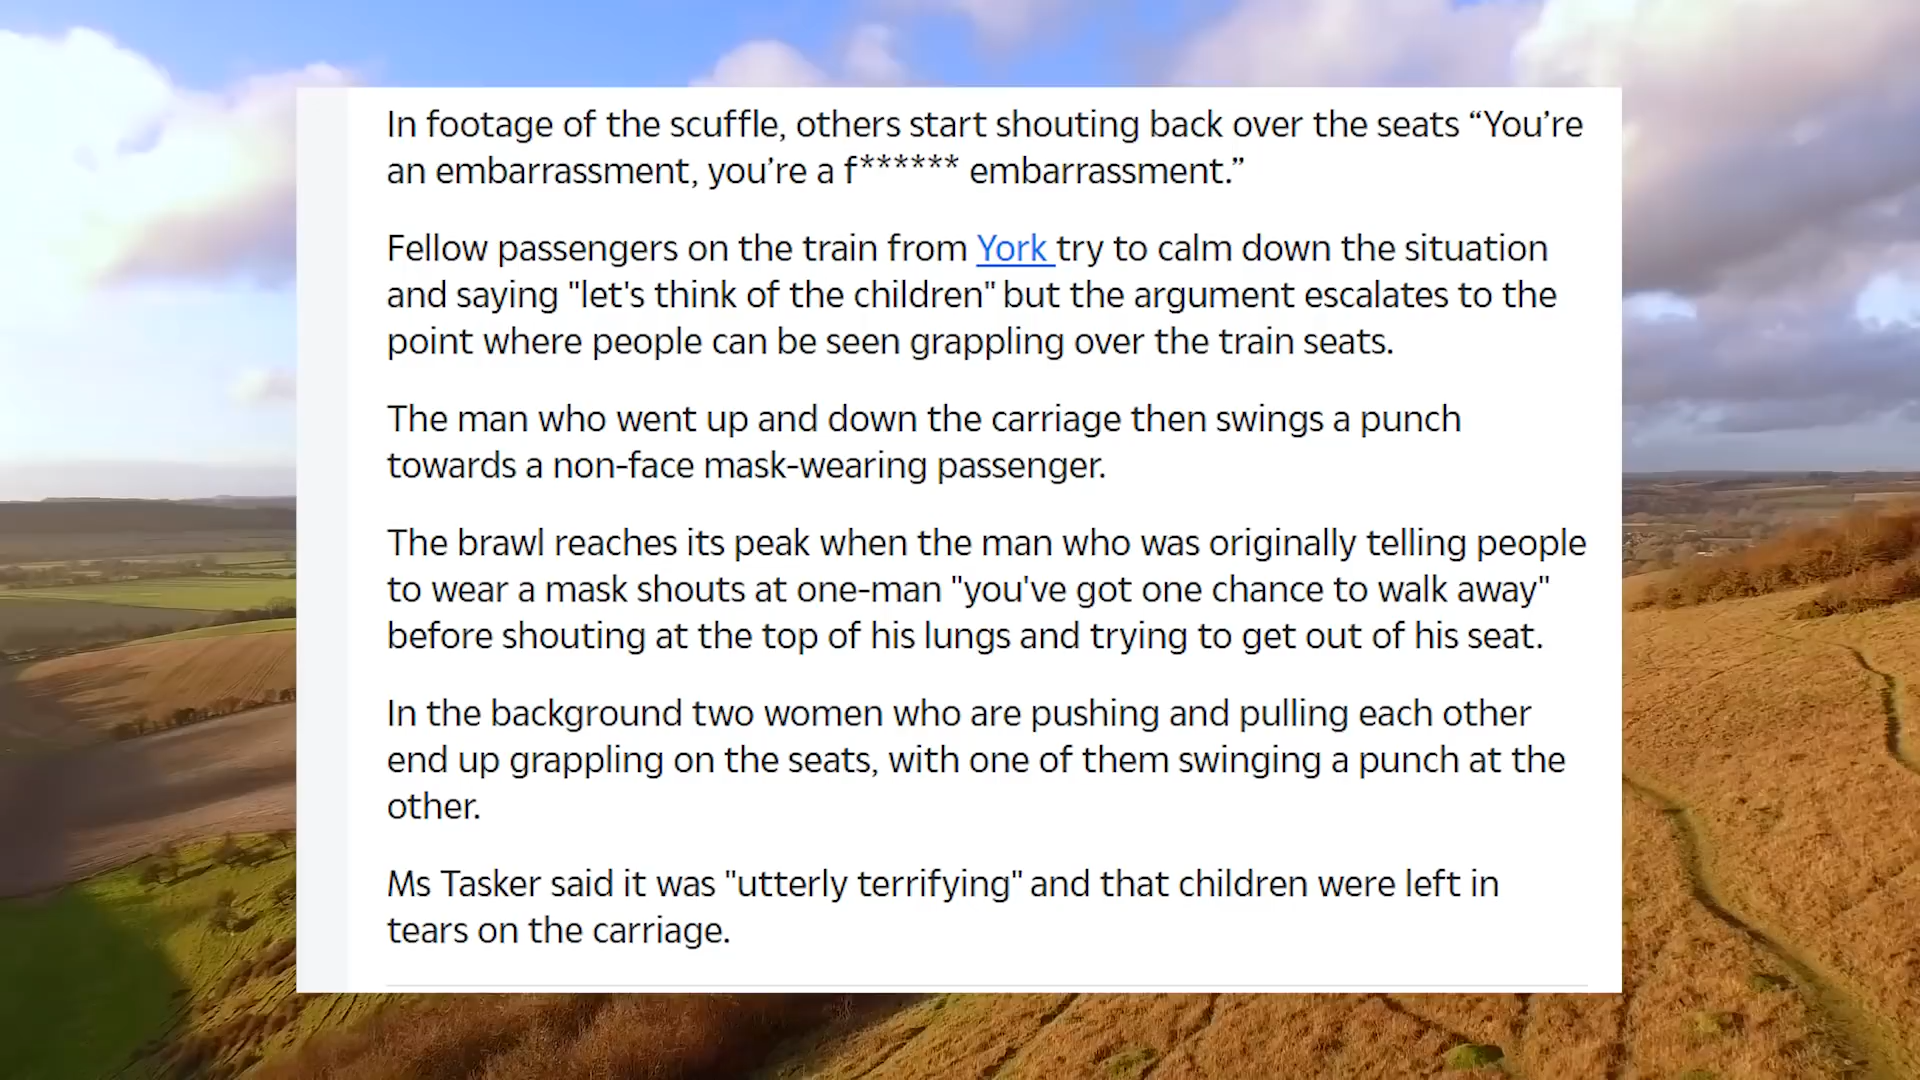 In footage of the scuffle, others start shouting back over the seats “You’re
an embarrassment, you’re a f****** embarrassment.”
Fellow passengers on the train from York try to calm down the situation
and saying "let's think of the children" but the argument escalates to the
point where people can be seen grappling over the train seats.
The man who went up and down the carriage then swings a punch
towards a non-face mask-wearing passenger.
The brawl reaches its peak when the man who was originally telling people
to wear a mask shouts at one-man "you've got one chance to walk away"
before shouting at the top of his lungs and trying to get out of his seat.
In the background two women who are pushing and pulling each other
end up grappling on the seats, with one of them swinging a punch at the
other.
Ms Tasker said it was "utterly terrifying" and that children were left in
tears on the carriage.